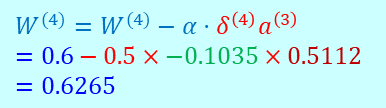 W⁽⁴⁾ = W⁽⁴⁾ − α · δ⁽⁴⁾a⁽³⁾
= 0.6 − 0.5 × −0.1035 × 0.5112
= 0.6265